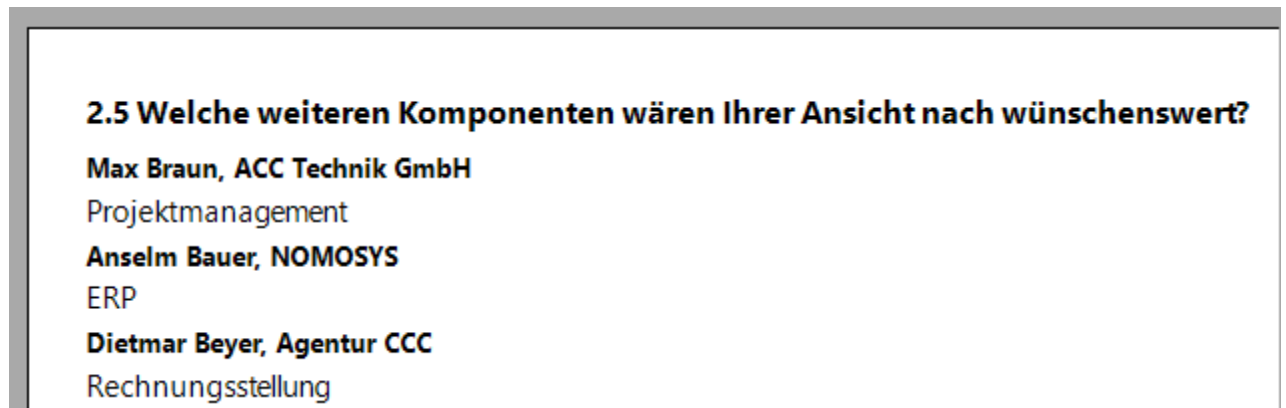 2.5 Welche weiteren Komponenten wären Ihrer Ansicht nach wünschenswert?
Max Braun, ACC Technik GmbH
Projektmanagement
Anselm Bauer, NOMOSYS
ERP
Dietmar Beyer, Agentur CCC
Rechnungsstellung